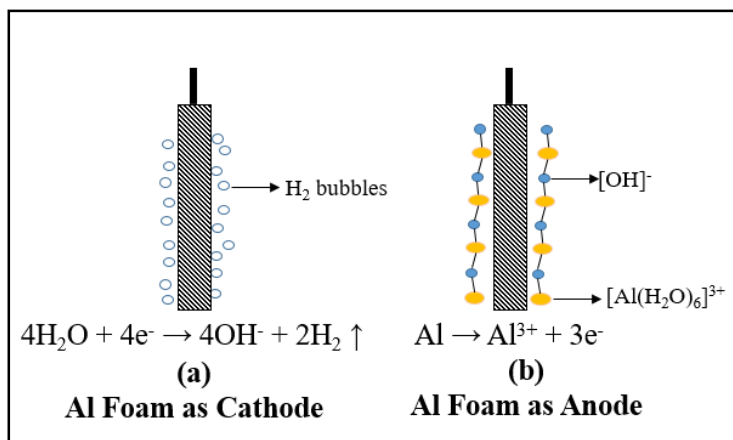 H₂ bubbles
4H₂O + 4e⁻ → 4OH⁻ + 2H₂ ↑
(a)
Al Foam as Cathode
[OH]⁻
[Al(H₂O)₆]³⁺
Al → Al³⁺ + 3e⁻
(b)
Al Foam as Anode